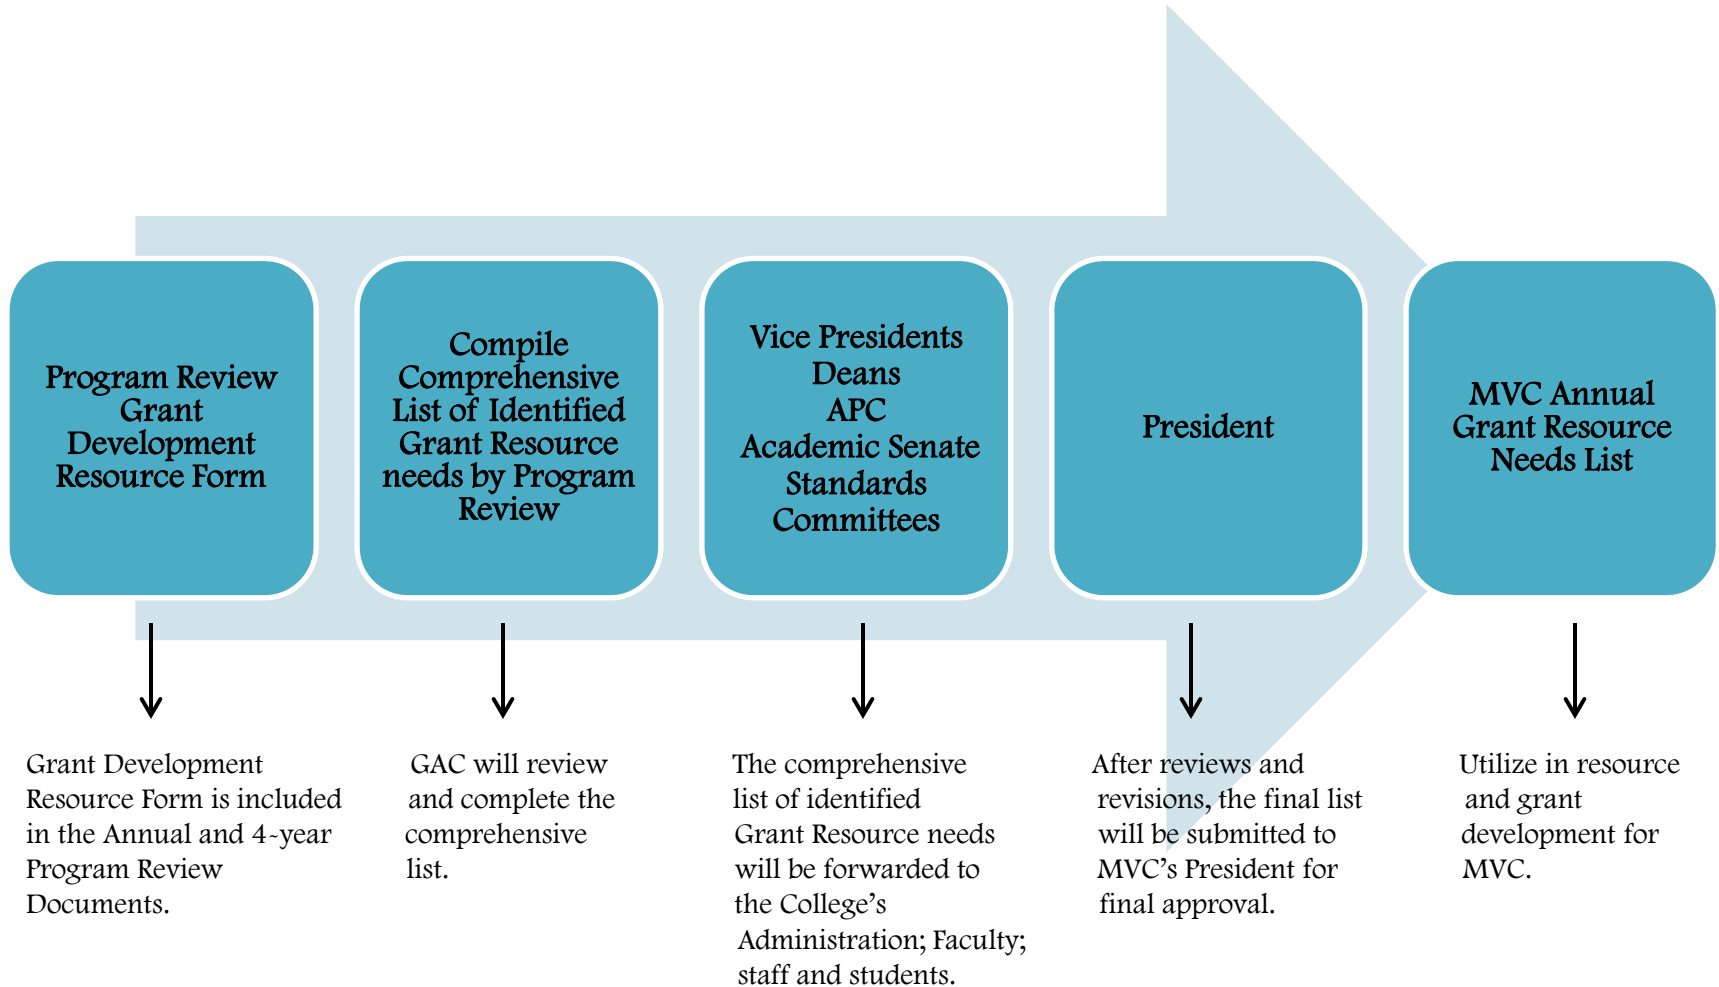 Program Review
Grant
Development
Resource Form
Compile
Comprehensive
List of Identified
Grant Resource
needs by Program
Review
Vice Presidents
Deans
APC
Academic Senate
Standards
Committees
President
MVC Annual
Grant Resource
Needs List
Grant Development
Resource Form is included
in the Annual and 4-year
Program Review
Documents.
GAC will review
and complete the
comprehensive
list.
The comprehensive
list of identified
Grant Resource needs
will be forwarded to
the College’s
Administration; Faculty;
staff and students.
After reviews and
revisions, the final list
will be submitted to
MVC’s President for
final approval.
Utilize in resource
and grant
development for
MVC.